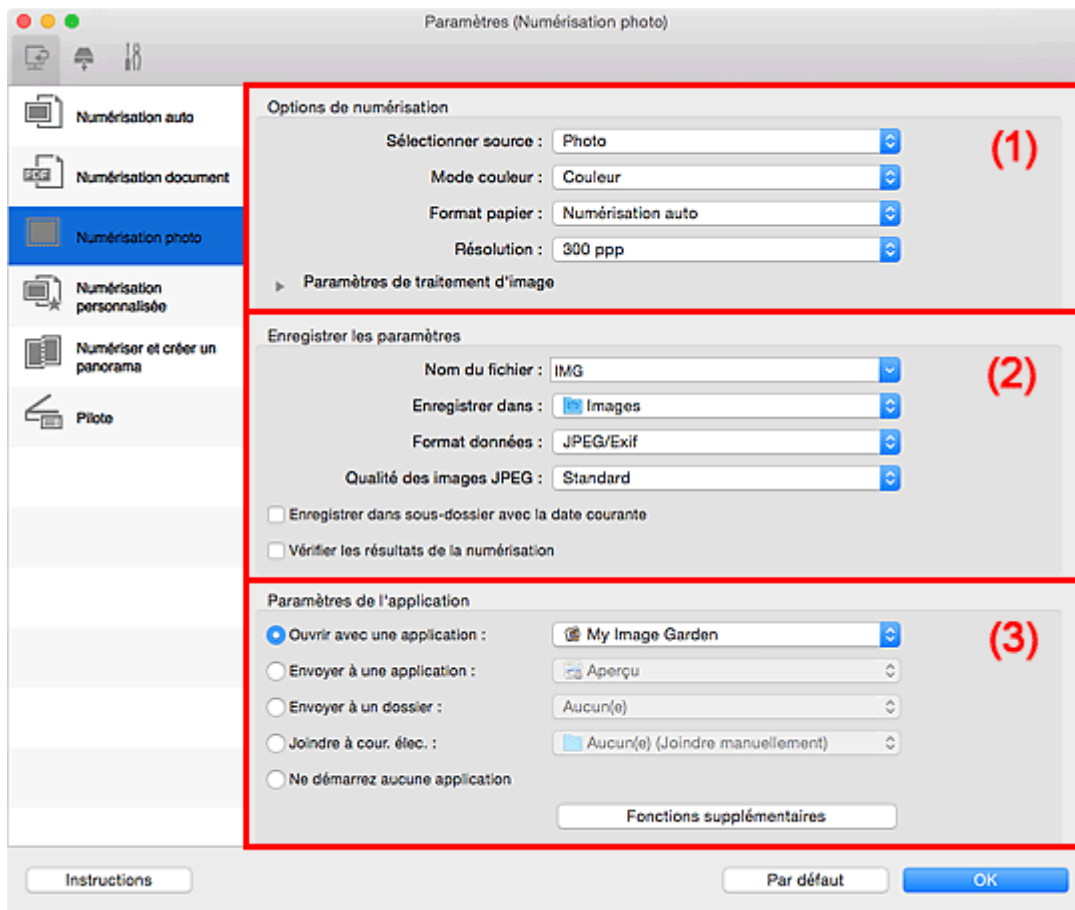 Paramètres (Numérisation photo)
Numérisation auto
PDF
Numérisation document
Numérisation photo
Numérisation
personnalisée
Numériser et créer un
panorama
Pilote
Options de numérisation
(1)
Sélectionner source : Photo
Mode couleur : Couleur
Format papier : Numérisation auto
Résolution : 300 ppp
Paramètres de traitement d'image
Enregistrer les paramètres
(2)
Nom du fichier : IMG
Enregistrer dans : Images
Format données : JPEG/Exif
Qualité des images JPEG : Standard
Enregistrer dans sous-dossier avec la date courante
Vérifier les résultats de la numérisation
Paramètres de l'application
(3)
Ouvrir avec une application : My Image Garden
Envoyer à une application : Aperçu
Envoyer à un dossier : Aucun(e)
Joindre à cour. élec. : Aucun(e) (Joindre manuellement)
Ne démarrez aucune application
Fonctions supplémentaires
Instructions
Par défaut
OK